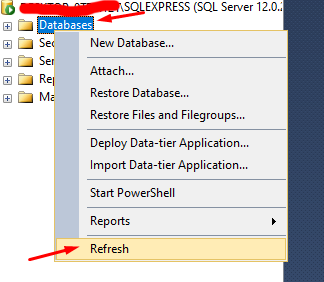 \SQLEXPRESS (SQL Server 12.0.2
Databases
New Database...
Attach...
Restore Database...
Restore Files and Filegroups...
Deploy Data-tier Application...
Import Data-tier Application...
Start PowerShell
Reports
Refresh
Sec
Ser
Rep
Ma